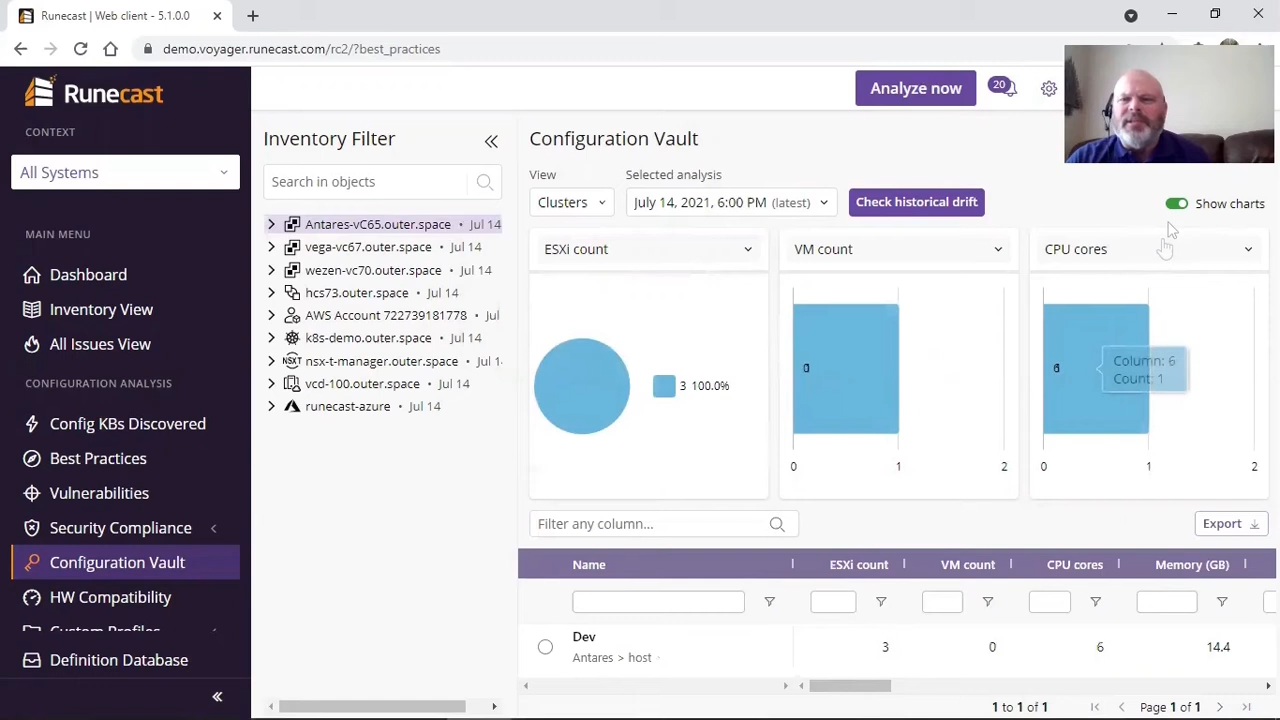 Runecast | Web client - 5.1.0.0
demo.voyager.runecast.com/rc2/?best_practices
Runecast
CONTEXT
All Systems
MAIN MENU
Dashboard
Inventory View
All Issues View
CONFIGURATION ANALYSIS
Config KBs Discovered
Best Practices
Vulnerabilities
Security Compliance
Configuration Vault
HW Compatibility
Custom Profiles
Definition Database
Analyze now
20
Inventory Filter
Search in objects
Antares-vC65.outer.space • Jul 14
vega-vc67.outer.space • Jul 14
wezen-vc70.outer.space • Jul 14
hcs73.outer.space • Jul 14
AWS Account 722739181778 • Ju
k8s-demo.outer.space • Jul 14
NSXT nsx-t-manager.outer.space • Jul 1
vcd-100.outer.space • Jul 14
runecast-azure • Jul 14
Configuration Vault
View Selected analysis
Clusters July 14, 2021, 6:00 PM (latest) Check historical drift Show charts
ESXi count VM count CPU cores
3 100.0%
0
0 1 2
6
Column: 6
Count: 1
0 1 2
Filter any column... Export
Name ESXi count VM count CPU cores Memory (GB)
Dev 3 0 6 14.4
Antares > host
1 to 1 of 1 Page 1 of 1